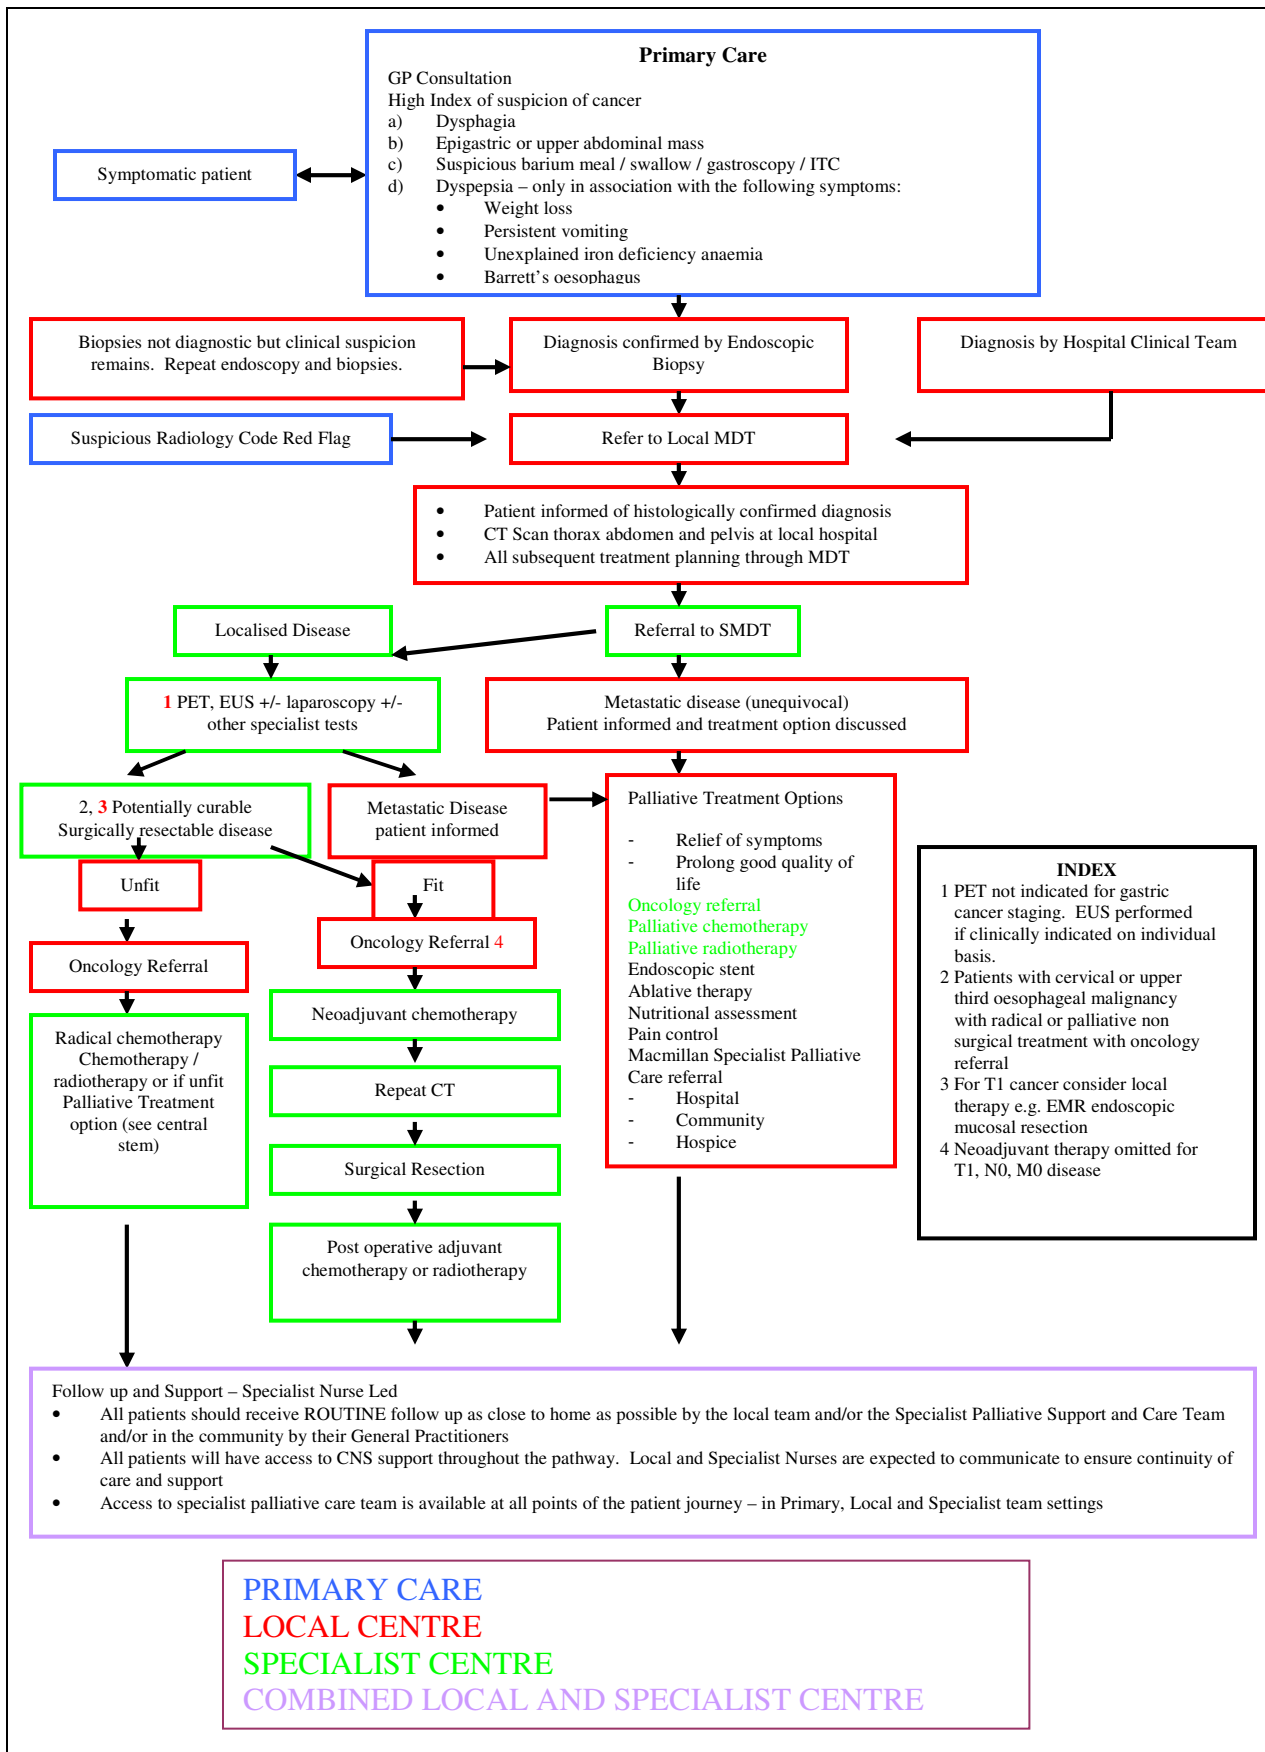 Primary Care
GP Consultation
High Index of suspicion of cancer
a) Dysphagia
b) Epigastric or upper abdominal mass
c) Suspicious barium meal / swallow / gastroscopy / ITC
d) Dyspepsia – only in association with the following symptoms:
• Weight loss
• Persistent vomiting
• Unexplained iron deficiency anaemia
• Barrett's oesophagus
Symptomatic patient
Biopsies not diagnostic but clinical suspicion
remains. Repeat endoscopy and biopsies.
Diagnosis confirmed by Endoscopic
Biopsy
Diagnosis by Hospital Clinical Team
Suspicious Radiology Code Red Flag
Refer to Local MDT
• Patient informed of histologically confirmed diagnosis
• CT Scan thorax abdomen and pelvis at local hospital
• All subsequent treatment planning through MDT
Localised Disease
Referral to SMDT
1 PET, EUS +/- laparoscopy +/-
other specialist tests
Metastatic disease (unequivocal)
Patient informed and treatment option discussed
2, 3 Potentially curable
Surgically resectable disease
Metastatic Disease
patient informed
Palliative Treatment Options
- Relief of symptoms
- Prolong good quality of
life
Oncology referral
Palliative chemotherapy
Palliative radiotherapy
Endoscopic stent
Ablative therapy
Nutritional assessment
Pain control
Macmillan Specialist Palliative
Care referral
- Hospital
- Community
- Hospice
Unfit
Fit
Oncology Referral
Oncology Referral 4
Radical chemotherapy
Chemotherapy /
radiotherapy or if unfit
Palliative Treatment
option (see central
stem)
Neoadjuvant chemotherapy
Repeat CT
Surgical Resection
Post operative adjuvant
chemotherapy or radiotherapy
INDEX
1 PET not indicated for gastric
cancer staging. EUS performed
if clinically indicated on individual
basis.
2 Patients with cervical or upper
third oesophageal malignancy
with radical or palliative non
surgical treatment with oncology
referral
3 For T1 cancer consider local
therapy e.g. EMR endoscopic
mucosal resection
4 Neoadjuvant therapy omitted for
T1, N0, M0 disease
Follow up and Support – Specialist Nurse Led
• All patients should receive ROUTINE follow up as close to home as possible by the local team and/or the Specialist Palliative Support and Care Team
and/or in the community by their General Practitioners
• All patients will have access to CNS support throughout the pathway. Local and Specialist Nurses are expected to communicate to ensure continuity of
care and support
• Access to specialist palliative care team is available at all points of the patient journey – in Primary, Local and Specialist team settings
PRIMARY CARE
LOCAL CENTRE
SPECIALIST CENTRE
COMBINED LOCAL AND SPECIALIST CENTRE